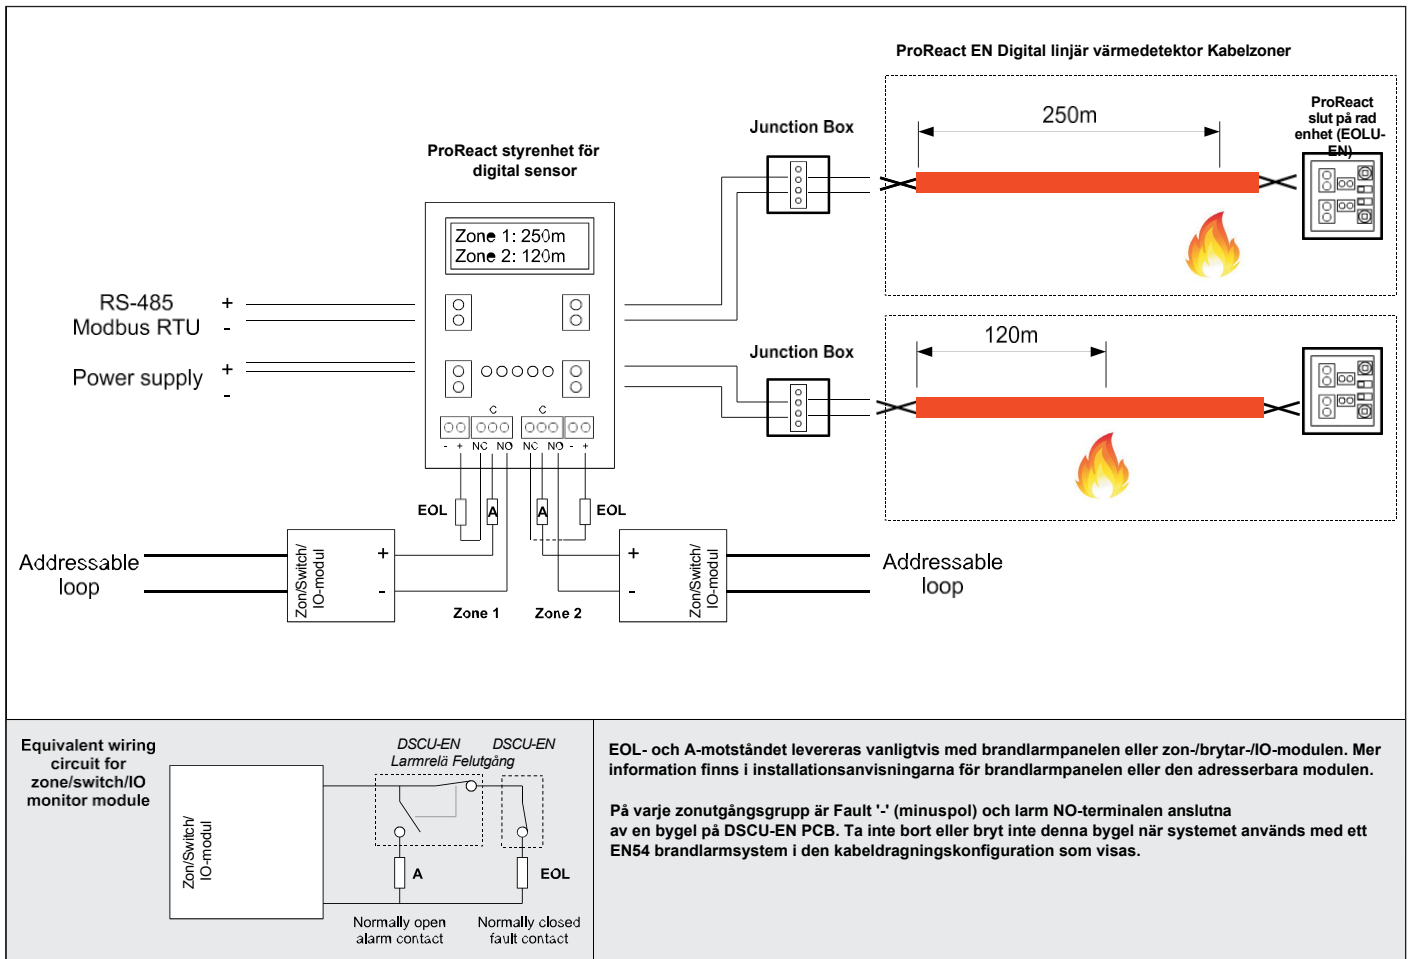 ProReact EN Digital linjär värmedetektor Kabelzoner
250m
ProReact
slut på rad
enhet (EOLU-
EN)
Junction Box
ProReact styrenhet för
digital sensor
Zone 1: 250m
Zone 2: 120m
RS-485
Modbus RTU
+
-
Power supply
+
-
Junction Box
120m
C
C
- + NC NO
NC NO - +
EOL
A
A
EOL
Addressable
loop
Zon/Switch/
IO-modul
+
-
Zone 1
Zone 2
+
-
Zon/Switch/
IO-modul
Addressable
loop
Equivalent wiring
circuit for
zone/switch/IO
monitor module
Zon/Switch/
IO-modul
DSCU-EN DSCU-EN
Larmrelä Felutgång
A
EOL
Normally open
alarm contact
Normally closed
fault contact
EOL- och A-motståndet levereras vanligtvis med brandlarmpanelen eller zon-/brytar-/IO-modulen. Mer
information finns i installationsanvisningarna för brandlarmpanelen eller den adresserbara modulen.
På varje zonutgångsgrupp är Fault '-' (minuspol) och larm NO-terminalen anslutna
av en bygel på DSCU-EN PCB. Ta inte bort eller bryt inte denna bygel när systemet används med ett
EN54 brandlarmsystem i den kabeldragningskonfiguration som visas.